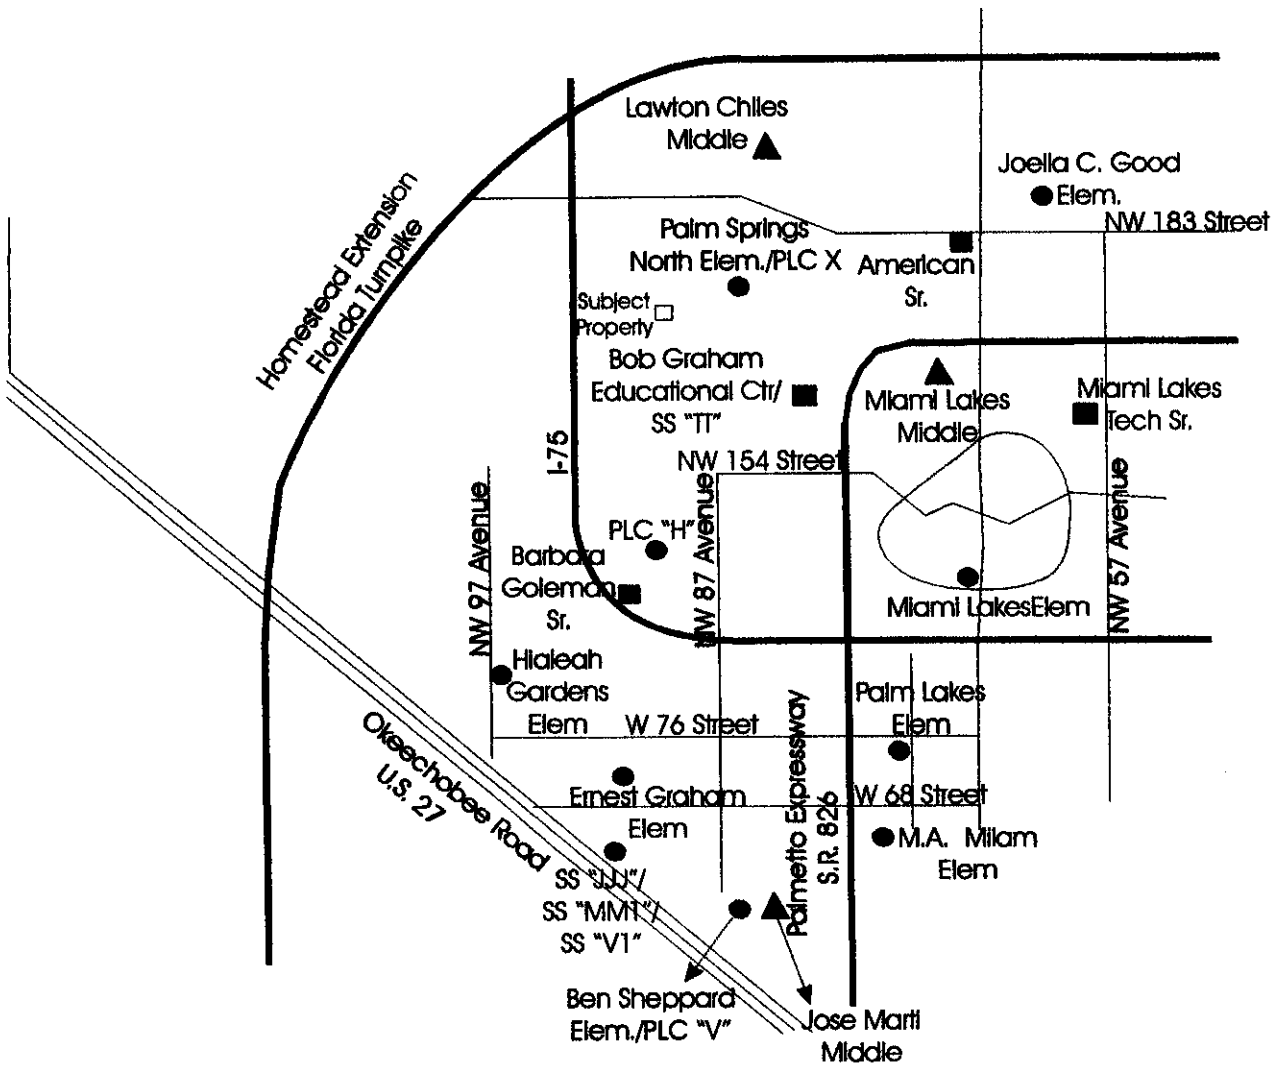 Lawton Chiles
Middle
Joella C. Good
Elem.
NW 183 Street
Homestead Extension
Florida Turnpike
Palm Springs
North Elem./PLC X
American
Sr.
Subject
Property
Bob Graham
Educational Ctr/
SS "TT"
Miami Lakes
Middle
Miami Lakes
Tech Sr.
I-75
NW 154 Street
NW 97 Avenue
NW 87 Avenue
NW 57 Avenue
PLC "H"
Barbara
Goleman
Sr.
Miami LakesElem
Hialeah
Gardens
Elem
W 76 Street
Palm Lakes
Elem
Okeechobee Road
U.S. 27
Palmetto Expressway
S.R. 826
Ernest Graham
Elem
W 68 Street
M.A. Milam
Elem
SS "JJJ"/
SS "MM1"/
SS "V1"
Ben Sheppard
Elem./PLC "V"
Jose Marti
Middle